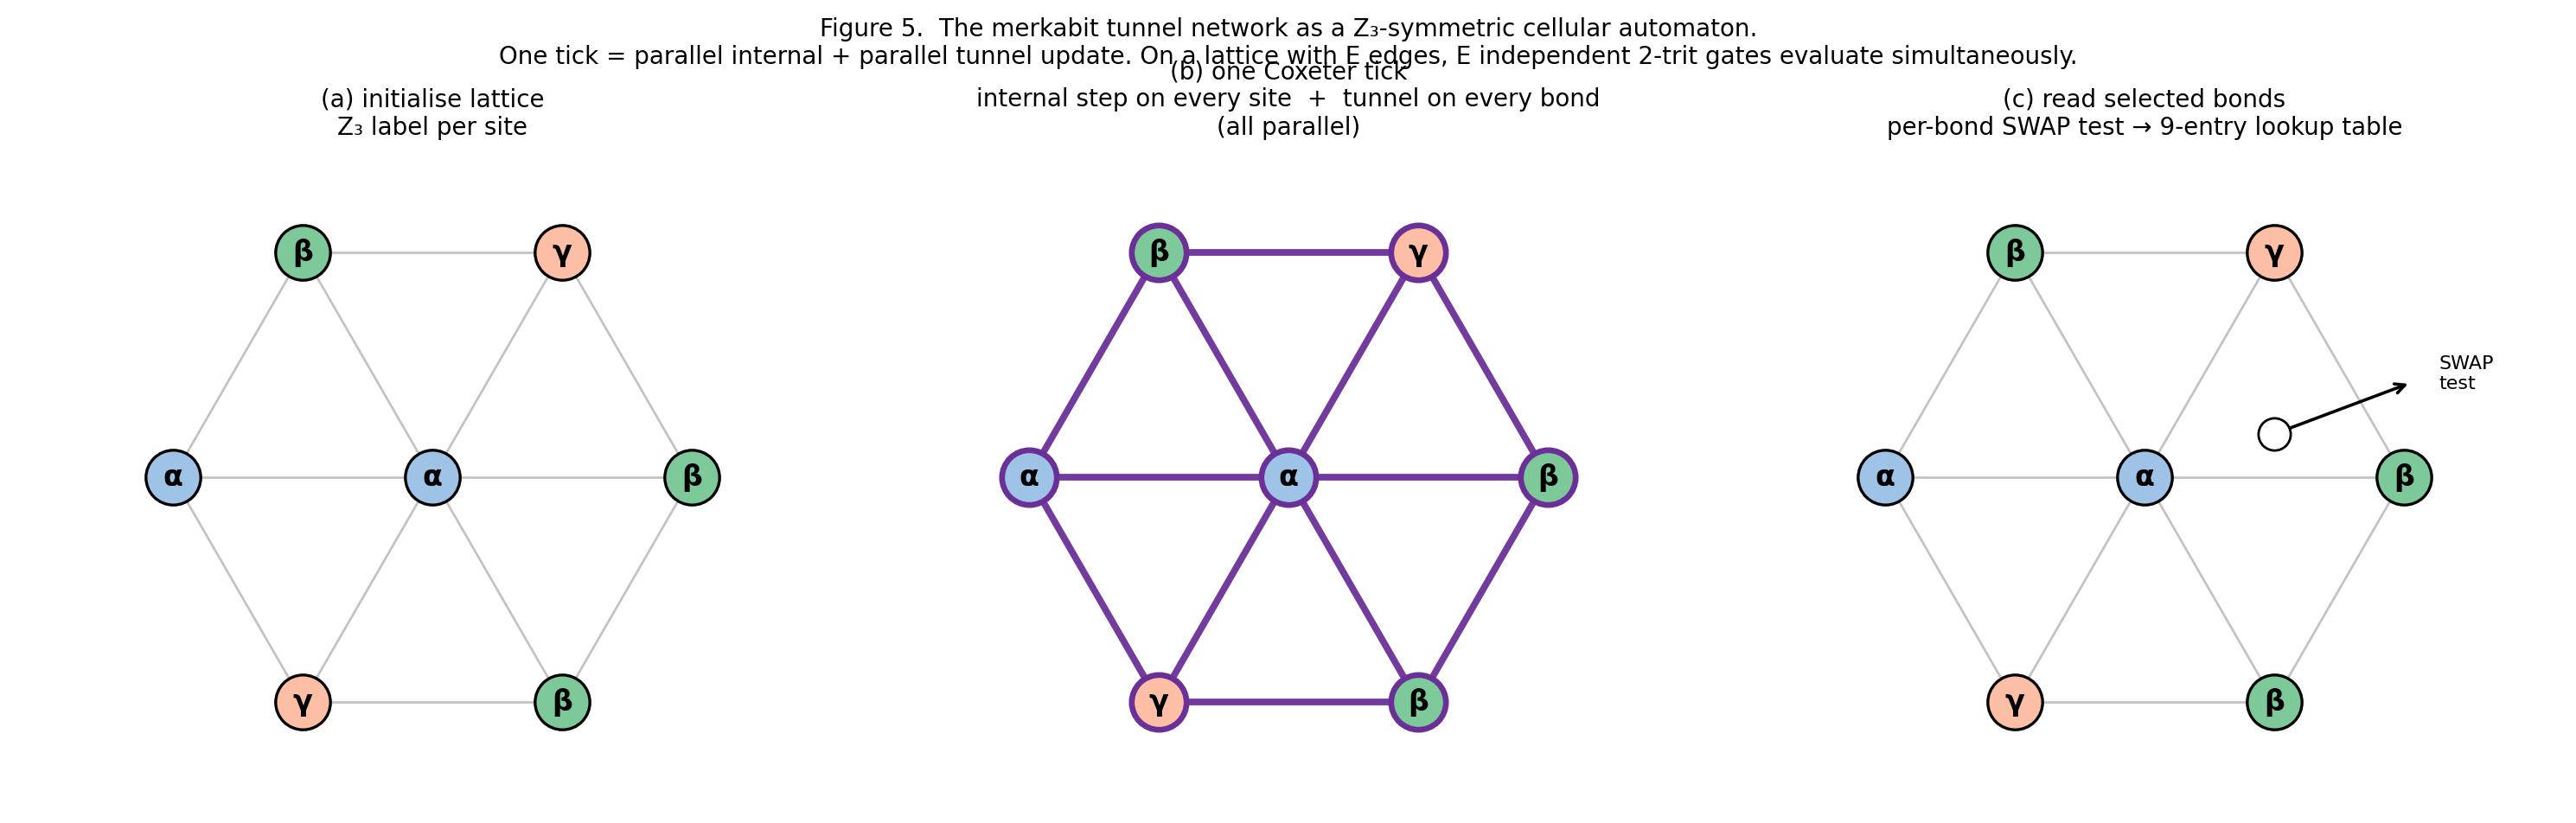 Figure 5.  The merkabit tunnel network as a Z₃-symmetric cellular automaton.
One tick = parallel internal + parallel tunnel update. On a lattice with E edges, E independent 2-trit gates evaluate simultaneously.
(a) initialise lattice
Z₃ label per site
β
γ
α
α
β
γ
β
(b) one Coxeter tick
internal step on every site  +  tunnel on every bond
(all parallel)
β
γ
α
α
β
γ
β
(c) read selected bonds
per-bond SWAP test → 9-entry lookup table
β
γ
SWAP
test
α
α
β
γ
β